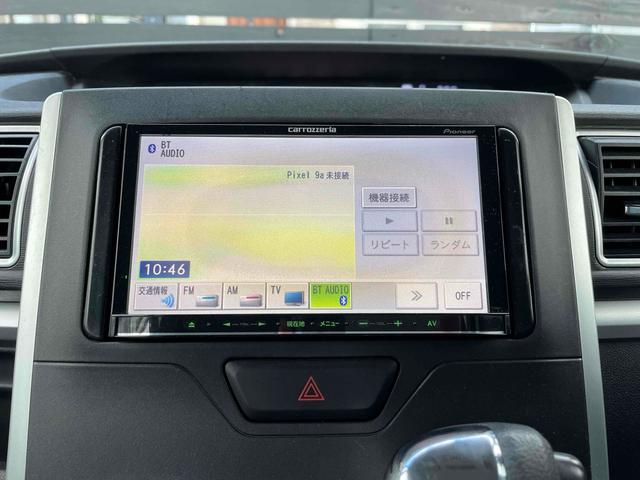 carrozzeria
Pioneer
BT
AUDIO
Pixel 9a 未接続
機器接続
リピート
ランダム
10:46
交通情報
FM
AM
TV
BT AUDIO
OFF
現在地
メニュー
AV